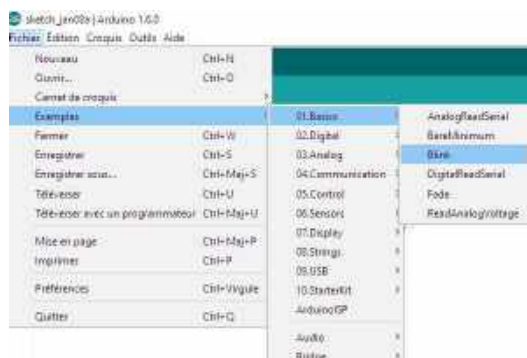 sketch_jan08a | Arduino 1.6.0
Fichier Édition Croquis Outils Aide
Nouveau Ctrl+N
Ouvrir... Ctrl+O
Carnet de croquis
Exemples
Fermer Ctrl+W
Enregistrer Ctrl+S
Enregistrer sous... Ctrl+Maj+S
Téléverser Ctrl+U
Téléverser avec un programmateur Ctrl+Maj+U
Mise en page Ctrl+Maj+P
Imprimer Ctrl+P
Préférences Ctrl+Virgule
Quitter Ctrl+Q
01.Basics
02.Digital
03.Analog
04.Communication
05.Control
06.Sensors
07.Display
08.Strings
09.USB
10.StarterKit
ArduinoISP
Audio
Bridge
AnalogReadSerial
BareMinimum
Blink
DigitalReadSerial
Fade
ReadAnalogVoltage